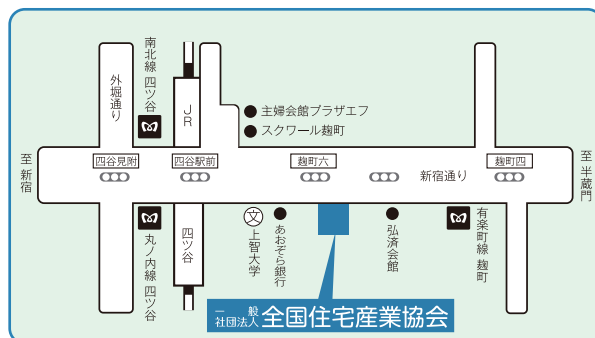 南北線 四ツ谷
外堀通り
JR
主婦会館プラザエフ
スクワール麹町
至 新宿
四谷見附
四谷駅前
麹町六
新宿通り
麹町四
至 半蔵門
丸ノ内線 四ツ谷
四ツ谷
文
上智大学
あおぞら銀行
弘済会館
有楽町線 麹町
一般社団法人 全国住宅産業協会